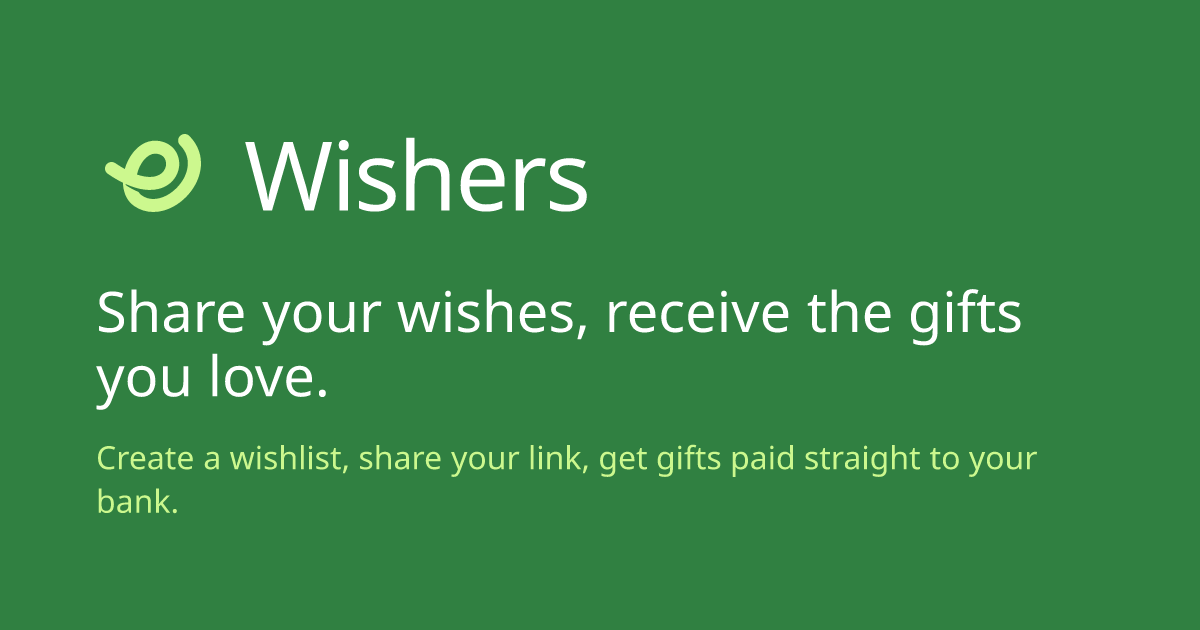 Wishers
Share your wishes, receive the gifts
you love.
Create a wishlist, share your link, get gifts paid straight to your
bank.